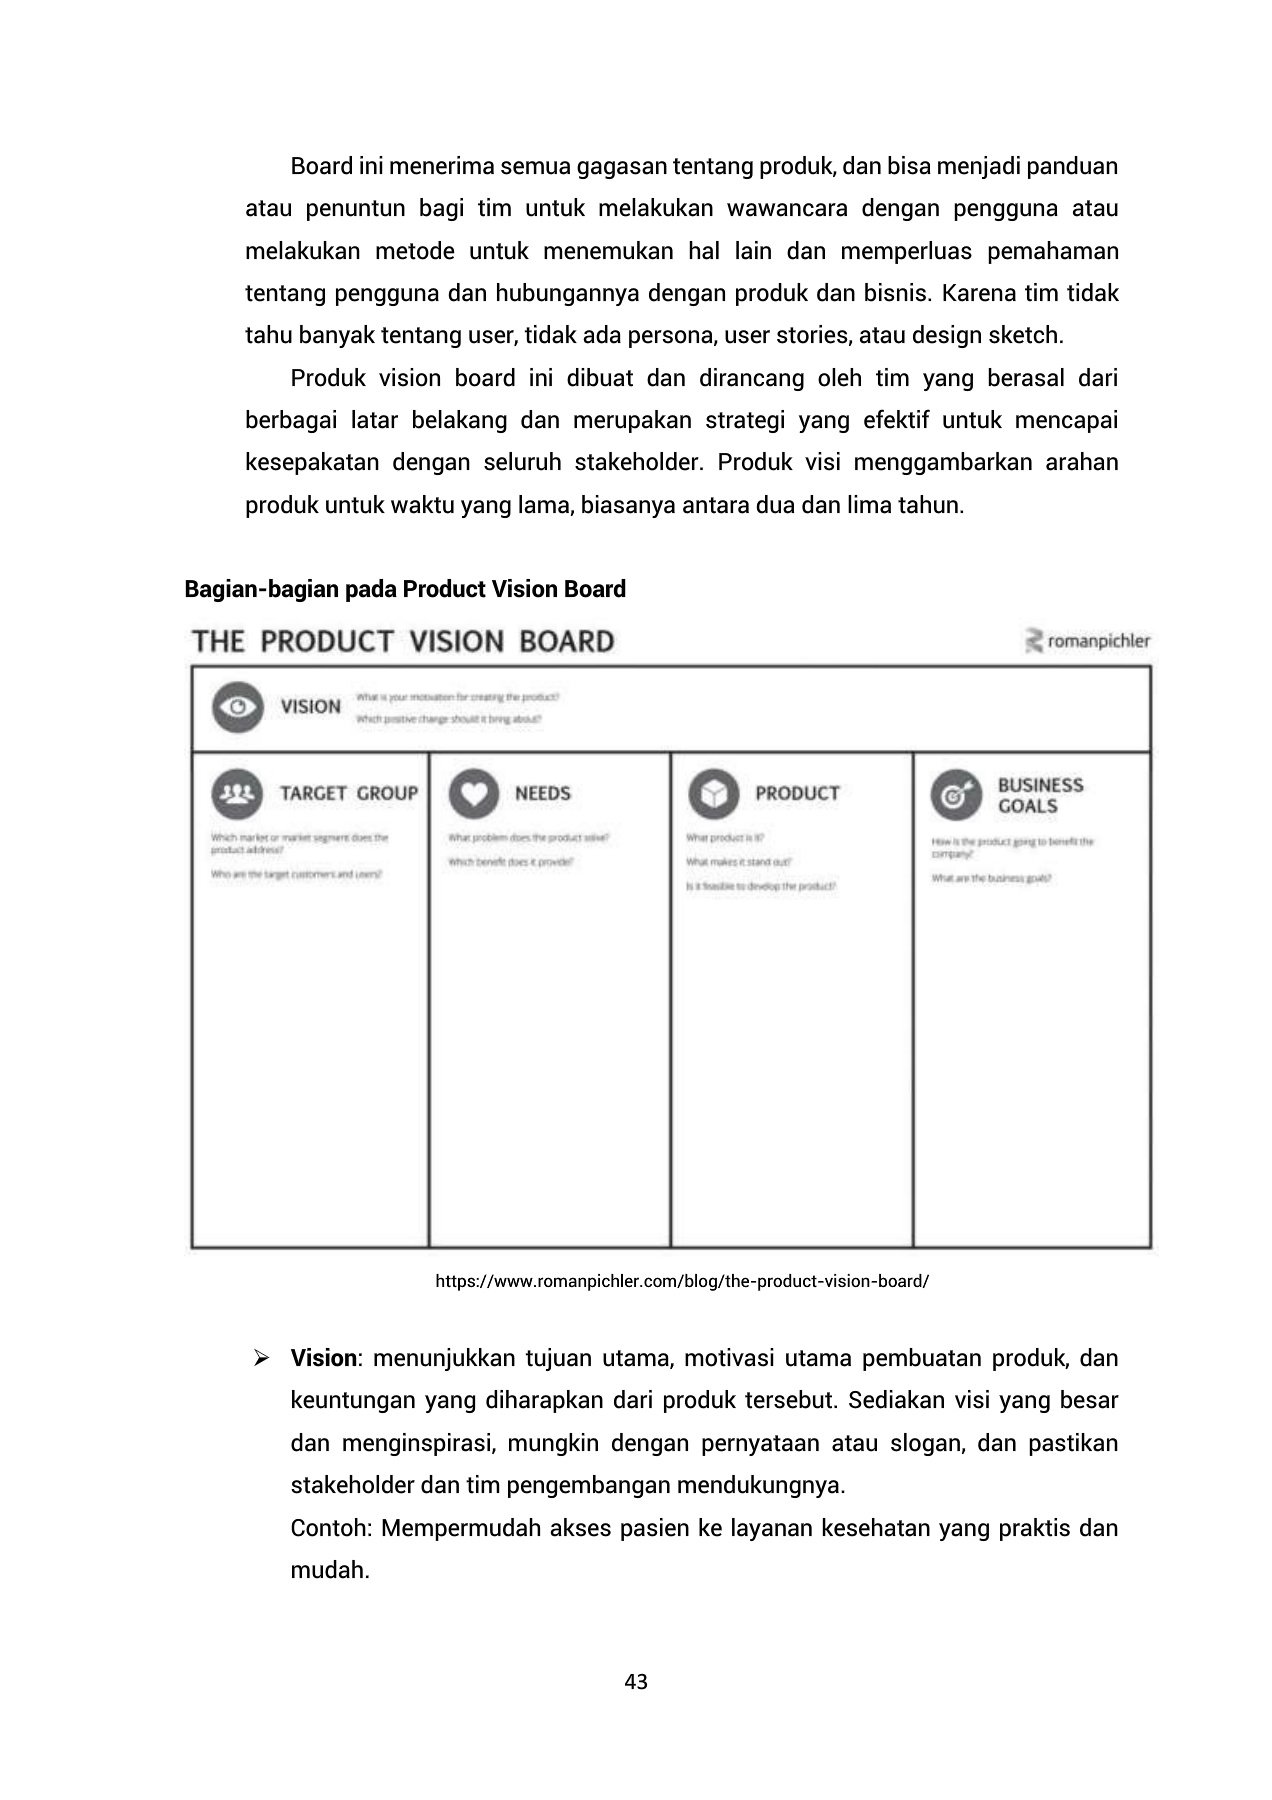 Board ini menerima semua gagasan tentang produk, dan bisa menjadi panduan
atau penuntun bagi tim untuk melakukan wawancara dengan pengguna atau
melakukan metode untuk menemukan hal lain dan memperluas pemahaman
tentang pengguna dan hubungannya dengan produk dan bisnis. Karena tim tidak
tahu banyak tentang user, tidak ada persona, user stories, atau design sketch.
Produk vision board ini dibuat dan dirancang oleh tim yang berasal dari
berbagai latar belakang dan merupakan strategi yang efektif untuk mencapai
kesepakatan dengan seluruh stakeholder. Produk visi menggambarkan arahan
produk untuk waktu yang lama, biasanya antara dua dan lima tahun.
Bagian-bagian pada Product Vision Board
THE PRODUCT VISION BOARD
romanpichler
VISION
What is your motivation for creating the product?
Which positive change should it bring about?
TARGET GROUP
Which market or market segment does the
product address?
Who are the target customers and users?
NEEDS
What problem does the product solve?
Which benefit does it provide?
PRODUCT
What product is it?
What makes it stand out?
Is it feasible to develop the product?
BUSINESS
GOALS
How is the product going to benefit the
company?
What are the business goals?
https://www.romanpichler.com/blog/the-product-vision-board/
➢ Vision: menunjukkan tujuan utama, motivasi utama pembuatan produk, dan
keuntungan yang diharapkan dari produk tersebut. Sediakan visi yang besar
dan menginspirasi, mungkin dengan pernyataan atau slogan, dan pastikan
stakeholder dan tim pengembangan mendukungnya.
Contoh: Mempermudah akses pasien ke layanan kesehatan yang praktis dan
mudah.
43